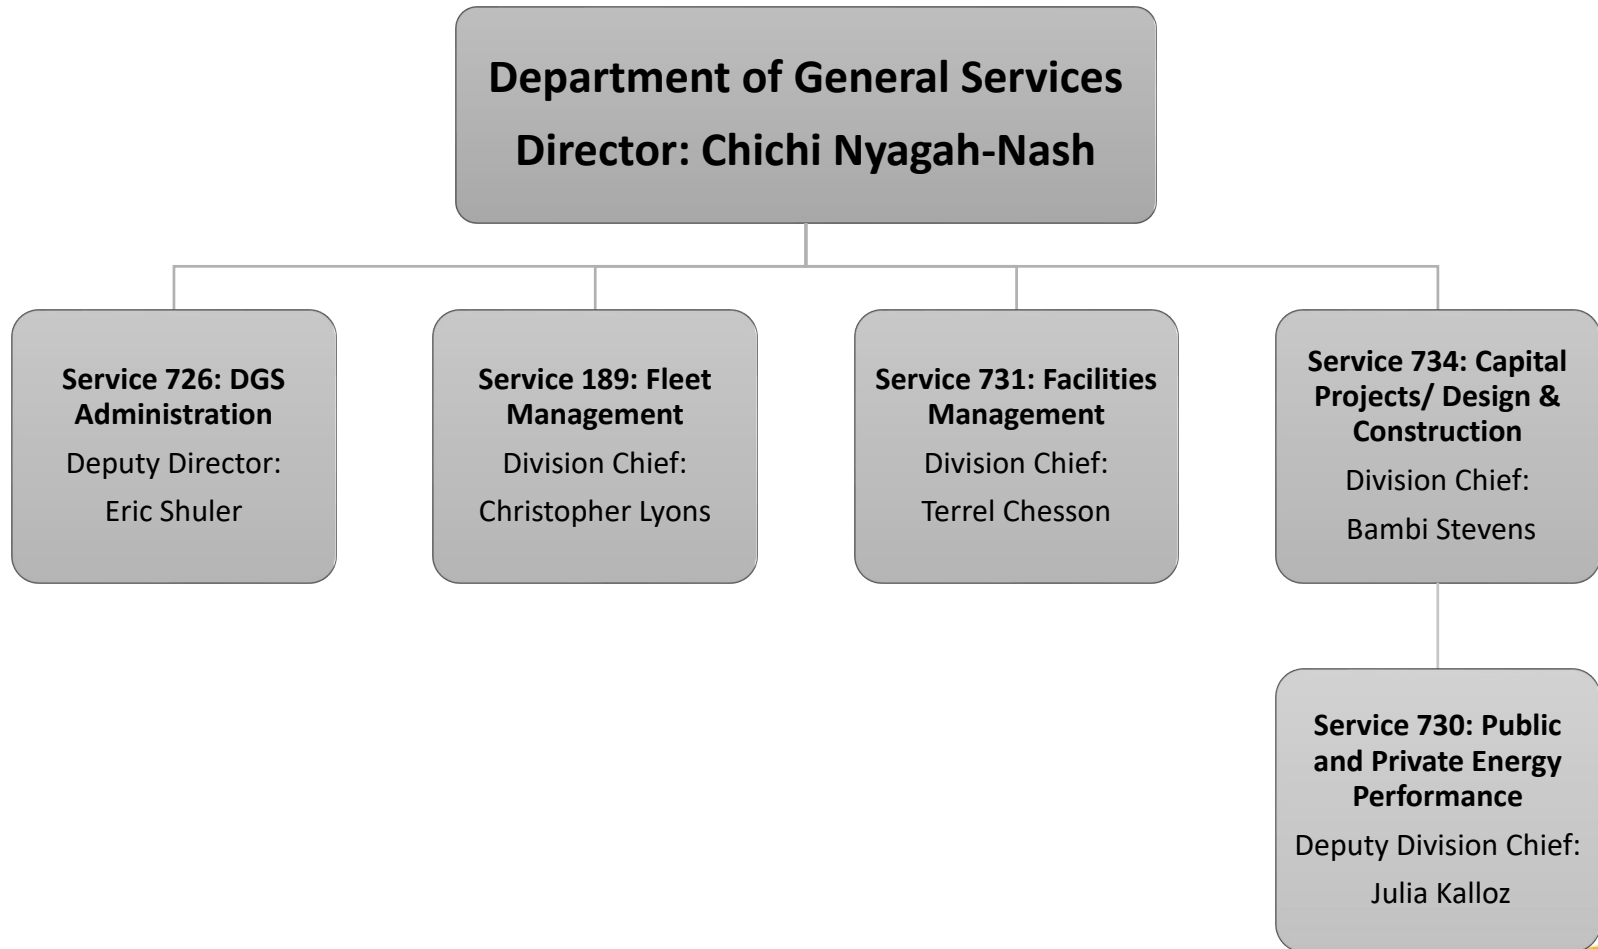 Department of General Services
Director: Chichi Nyagah-Nash
Service 726: DGS
Administration
Deputy Director:
Eric Shuler
Service 189: Fleet
Management
Division Chief:
Christopher Lyons
Service 731: Facilities
Management
Division Chief:
Terrel Chesson
Service 734: Capital
Projects/ Design &
Construction
Division Chief:
Bambi Stevens
Service 730: Public
and Private Energy
Performance
Deputy Division Chief:
Julia Kalloz